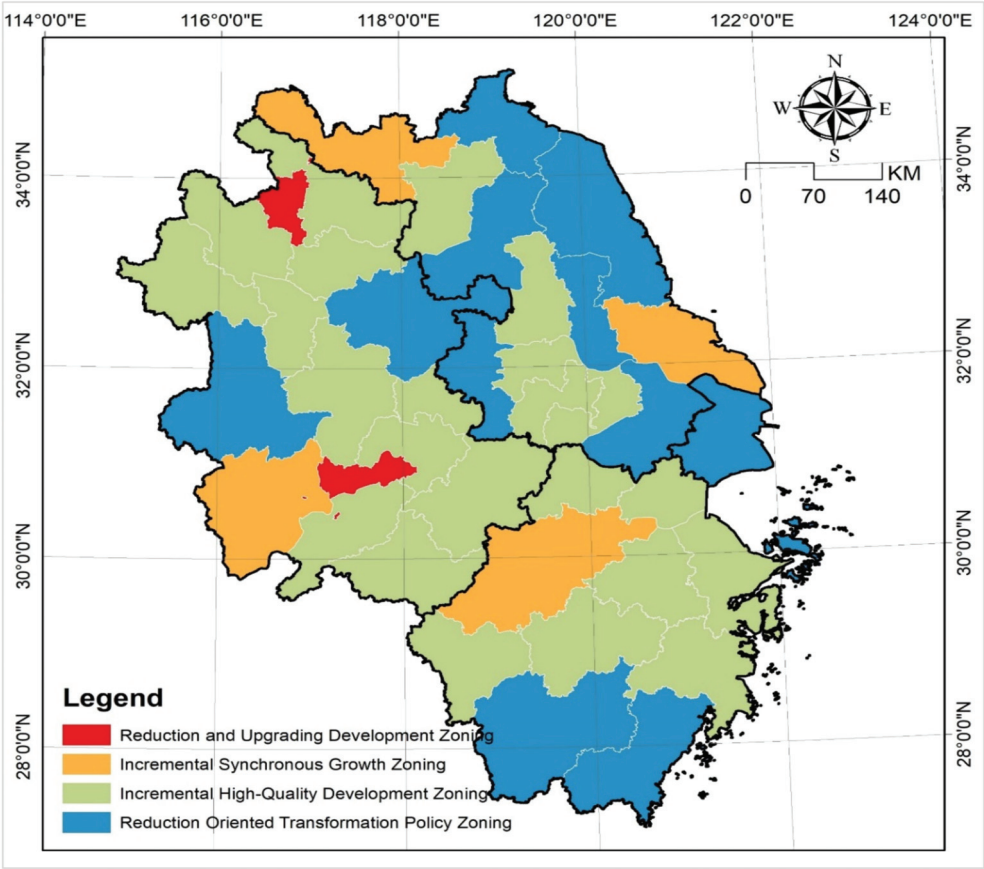 114°0'0"E 116°0'0"E 118°0'0"E 120°0'0"E 122°0'0"E 124°0'0"E
N
W E
S
KM
0 70 140
34°0'0"N 34°0'0"N
32°0'0"N 32°0'0"N
30°0'0"N 30°0'0"N
28°0'0"N 28°0'0"N
Legend
Reduction and Upgrading Development Zoning
Incremental Synchronous Growth Zoning
Incremental High-Quality Development Zoning
Reduction Oriented Transformation Policy Zoning